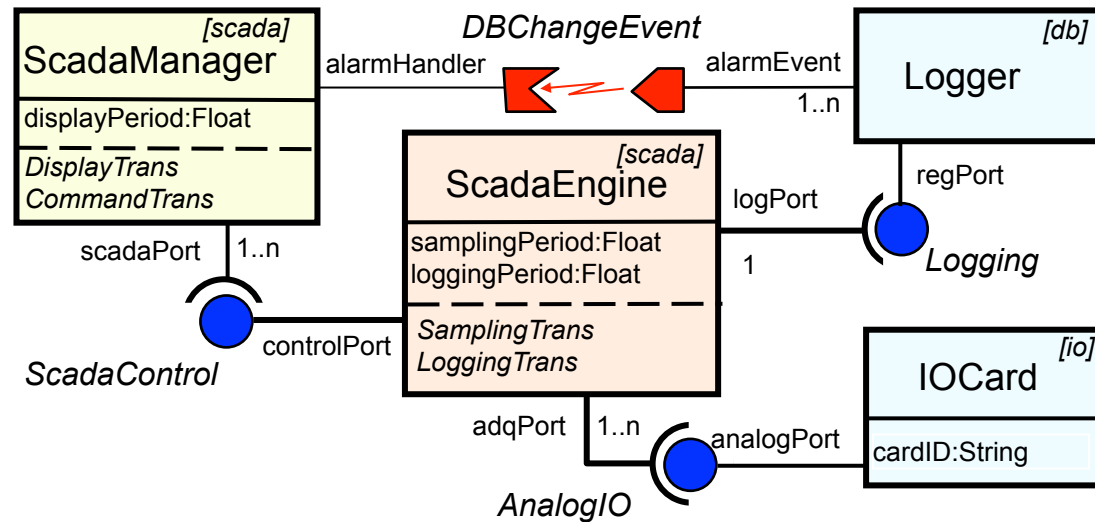 [scada]
ScadaManager
displayPeriod:Float
DisplayTrans
CommandTrans
alarmHandler
DBChangeEvent
alarmEvent
1..n
[db]
Logger
regPort
Logging
[scada]
ScadaEngine
samplingPeriod:Float
loggingPeriod:Float
SamplingTrans
LoggingTrans
logPort
1
scadaPort
1..n
controlPort
ScadaControl
adqPort
1..n
analogPort
AnalogIO
[io]
IOCard
cardID:String